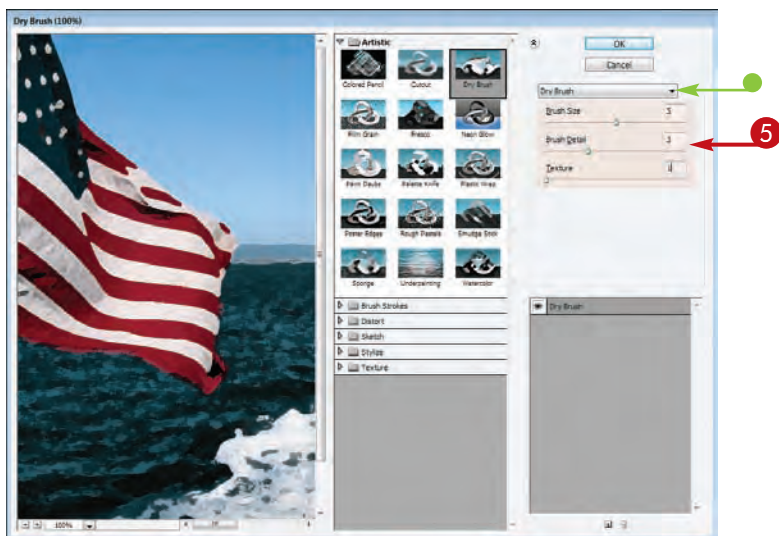 Dry Brush (100%)
Artistic
Colored Pencil
Cutout
Dry Brush
Film Grain
Fresco
Neon Glow
Paint Daubs
Palette Knife
Plastic Wrap
Poster Edges
Rough Pastels
Smudge Stick
Sponge
Underpainting
Watercolor
Brush Strokes
Distort
Sketch
Stylize
Texture
100%
OK
Cancel
Dry Brush
Brush Size
Brush Detail
Texture 1
5
Dry Brush